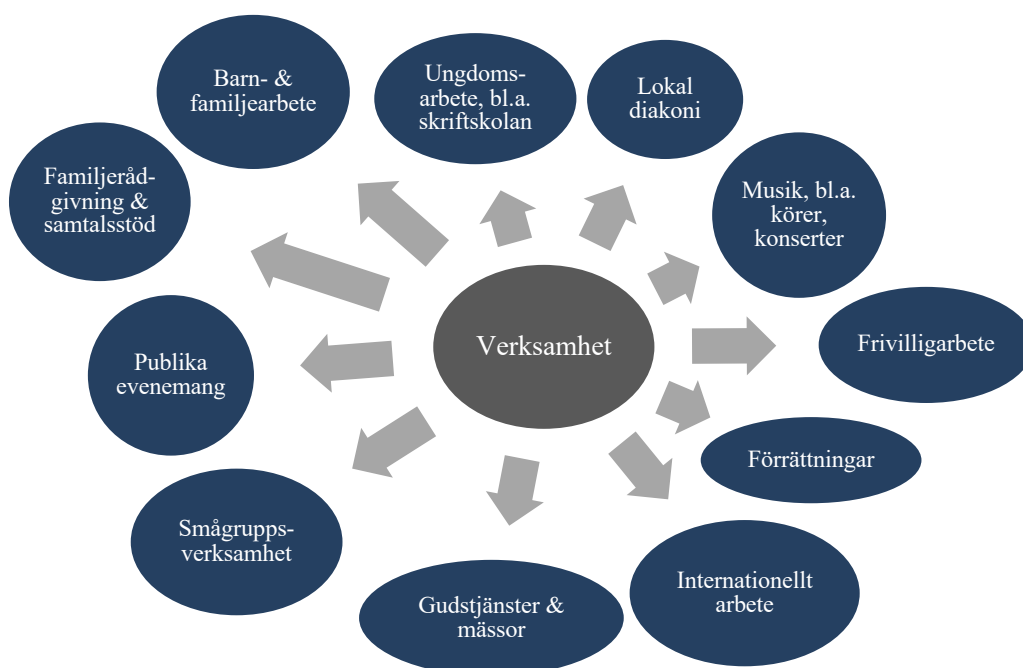 Barn- &
familjearbete
Ungdoms-
arbete, bl.a.
skriftskolan
Lokal
diakoni
Familjeråd-
givning &
samtalsstöd
Musik, bl.a.
körer,
konserter
Verksamhet
Frivilligarbete
Publika
evenemang
Förrättningar
Smågrupps-
verksamhet
Internationellt
arbete
Gudstjänster &
mässor